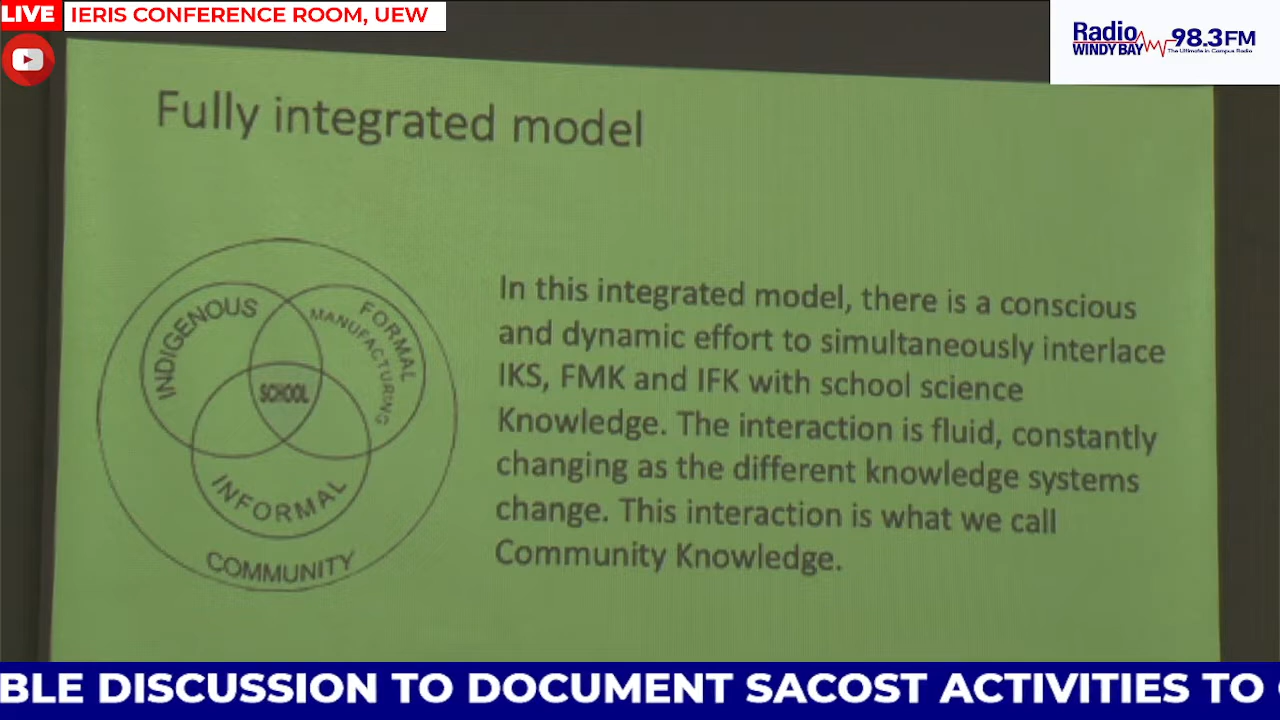 LIVE
IERIS CONFERENCE ROOM, UEW
Radio
WINDY BAY
98.3FM
The Ultimate in Campus Radio
Fully integrated model
INDIGENOUS
FORMAL
MANUFACTURING
SCHOOL
INFORMAL
COMMUNITY
In this integrated model, there is a conscious
and dynamic effort to simultaneously interlace
IKS, FMK and IFK with school science
Knowledge. The interaction is fluid, constantly
changing as the different knowledge systems
change. This interaction is what we call
Community Knowledge.
BLE DISCUSSION TO DOCUMENT SACOST ACTIVITIES TO